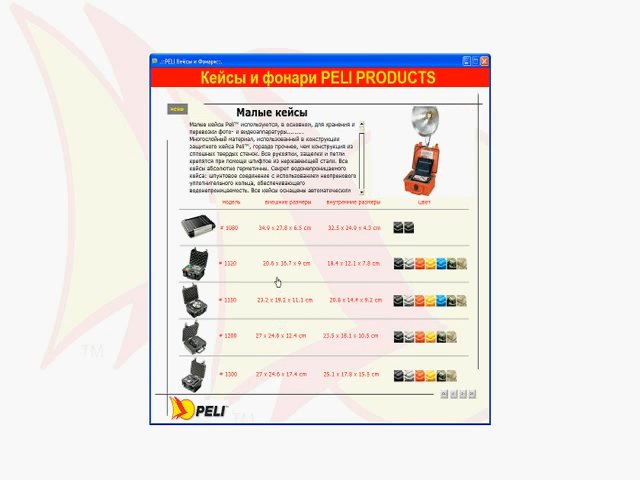 .::PELI Кейсы и Фонари::.
Кейсы и фонари PELI PRODUCTS
меню
Малые кейсы
Малые кейсы Peli™ используются, в основном, для хранения и
перевозки фото- и видеоаппаратуры.........
Многослойный материал, использованный в конструкции
защитного кейса Peli™, гораздо прочнее, чем конструкция из
сплошных твердых стенок. Все рукоятки, защелки и петли
крепятся при помощи штифтов из нержавеющей стали. Все
кейсы абсолютно герметичны. Секрет водонепроницаемого
кейса: шпунтовое соединение с использованием неопренового
уплотнительного кольца, обеспечивающего
водонепроницаемость. Все кейсы оснащены автоматическим
модель внешние размеры внутренние размеры цвет
# 1080 34.9 x 27.8 x 6.5 cm 32.5 x 24.9 x 4.3 cm
# 1120 20.6 x 16.7 x 9 cm 18.4 x 12.1 x 7.8 cm
# 1150 23.2 x 19.2 x 11.1 cm 20.8 x 14.4 x 9.2 cm
# 1200 27 x 24.6 x 12.4 cm 23.5 x 18.1 x 10.5 cm
# 1300 27 x 24.6 x 17.4 cm 25.1 x 17.8 x 15.5 cm
PELI™
TM